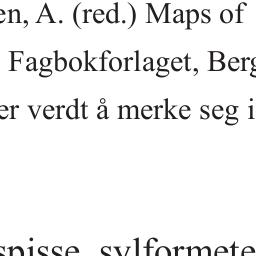 en, A. (red.) Maps of
Fagbokforlaget, Berg
er verdt å merke seg i
spisse, sylformete